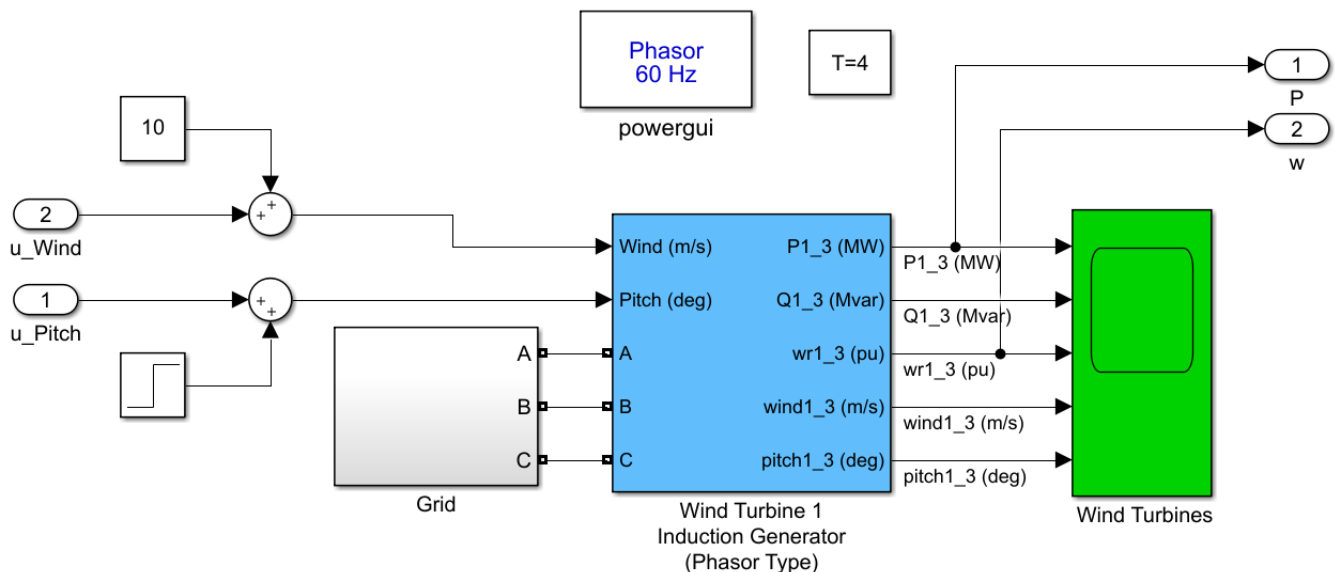 Phasor
60 Hz
powergui
T=4
1
P
2
w
10
2
u_Wind
1
u_Pitch
Wind (m/s)
Pitch (deg)
A
B
C
P1_3 (MW)
Q1_3 (Mvar)
wr1_3 (pu)
wind1_3 (m/s)
pitch1_3 (deg)
P1_3 (MW)
Q1_3 (Mvar)
wr1_3 (pu)
wind1_3 (m/s)
pitch1_3 (deg)
A
B
C
Grid
Wind Turbine 1
Induction Generator
(Phasor Type)
Wind Turbines